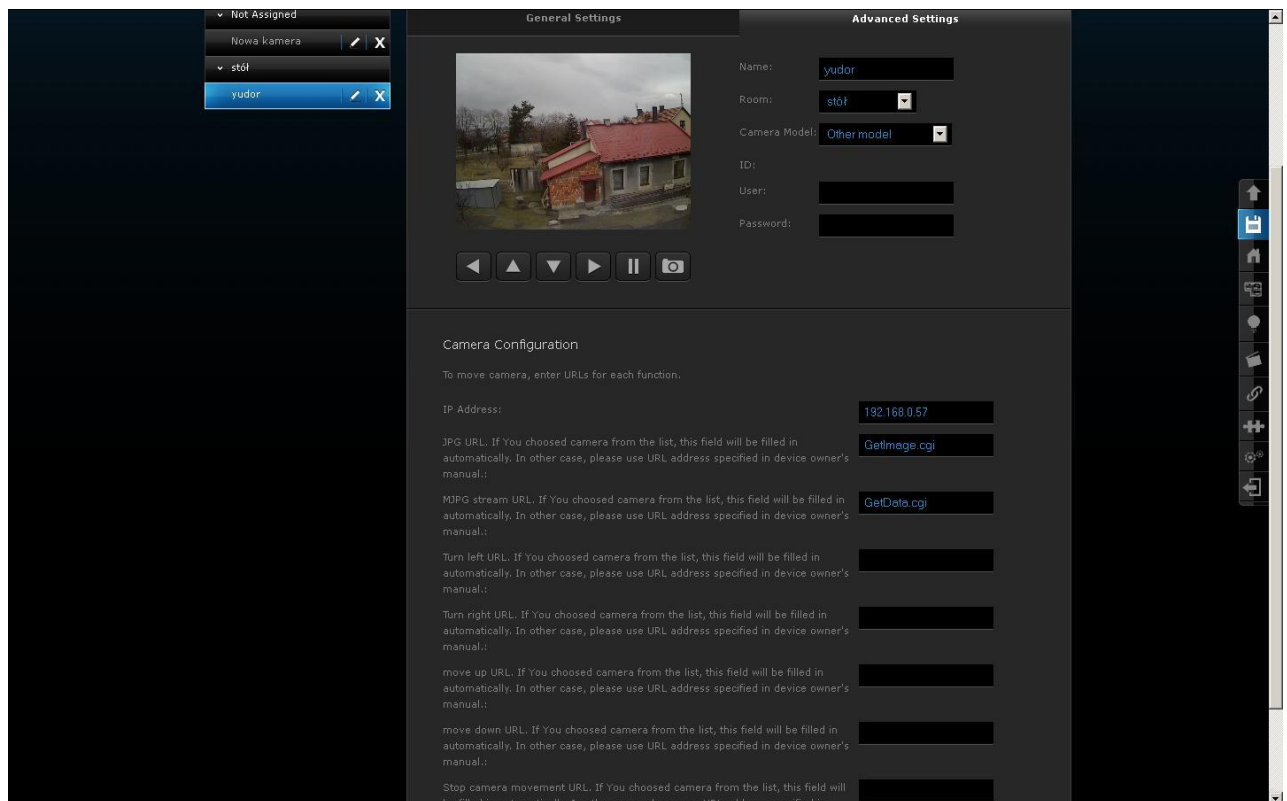 Not Assigned
Nowa kamera
X
stół
yudor
X
General Settings
Advanced Settings
Name:
yudor
Room:
stół
Camera Model:
Other model
ID:
User:
Password:
Camera Configuration
To move camera, enter URLs for each function.
IP Address:
192.168.0.57
JPG URL. If You choosed camera from the list, this field will be filled in
automatically. In other case, please use URL address specified in device owner's
manual.:
GetImage.cgi
MJPG stream URL. If You choosed camera from the list, this field will be filled in
automatically. In other case, please use URL address specified in device owner's
manual.:
GetData.cgi
Turn left URL. If You choosed camera from the list, this field will be filled in
automatically. In other case, please use URL address specified in device owner's
manual.:
Turn right URL. If You choosed camera from the list, this field will be filled in
automatically. In other case, please use URL address specified in device owner's
manual.:
move up URL. If You choosed camera from the list, this field will be filled in
automatically. In other case, please use URL address specified in device owner's
manual.:
move down URL. If You choosed camera from the list, this field will be filled in
automatically. In other case, please use URL address specified in device owner's
manual.:
Stop camera movement URL. If You choosed camera from the list, this field will